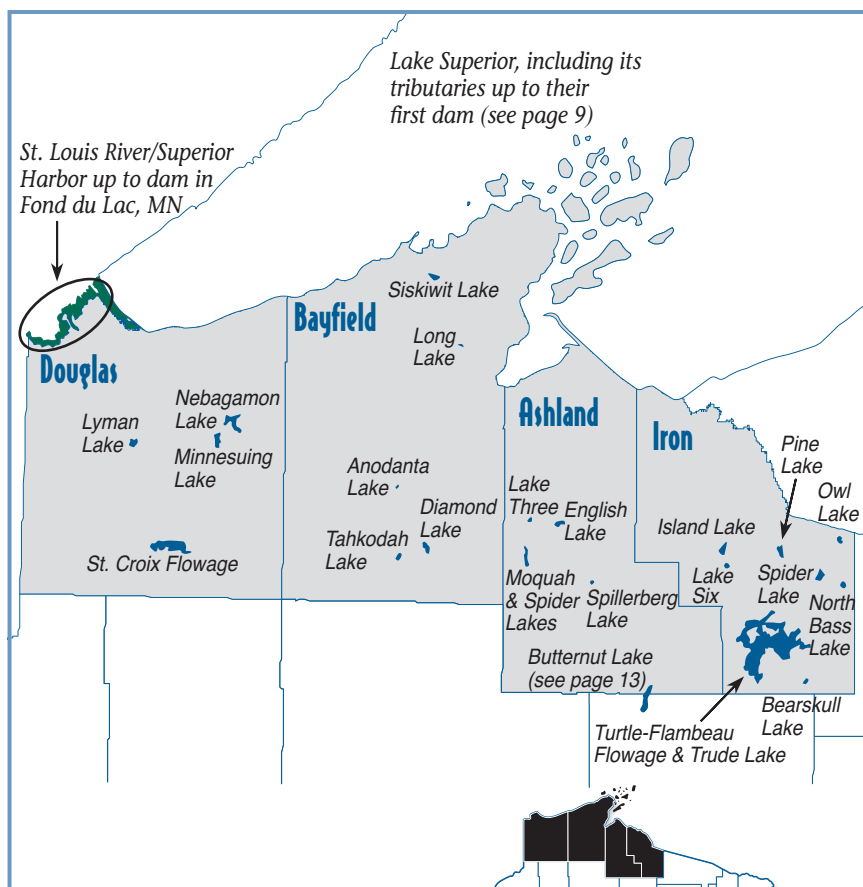 Lake Superior, including its
tributaries up to their
first dam (see page 9)
St. Louis River/Superior
Harbor up to dam in
Fond du Lac, MN
Siskiwit Lake
Bayfield
Long
Lake
Douglas
Nebagamon
Lake
Lyman
Lake
Minnesuing
Lake
Ashland
Iron
Pine
Lake
Owl
Lake
Anodanta
Lake
Lake
Three
English
Lake
Diamond
Lake
Island Lake
Tahkodah
Lake
St. Croix Flowage
Moquah
& Spider
Lakes
Spillerberg
Lake
Lake
Six
Spider
Lake
North
Bass
Lake
Butternut Lake
(see page 13)
Bearskull
Lake
Turtle-Flambeau
Flowage & Trude Lake